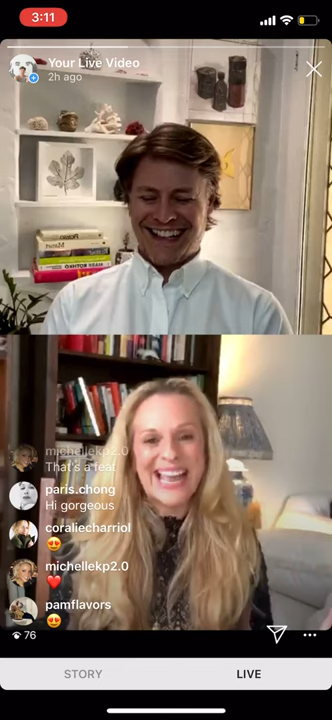 3:11
Your Live Video
2h ago
michellekp2.0
That's a feat
paris.chong
Hi gorgeous
coraliecharriol
😍
michellekp2.0
❤️
pamflavors
😍
76
STORY
LIVE